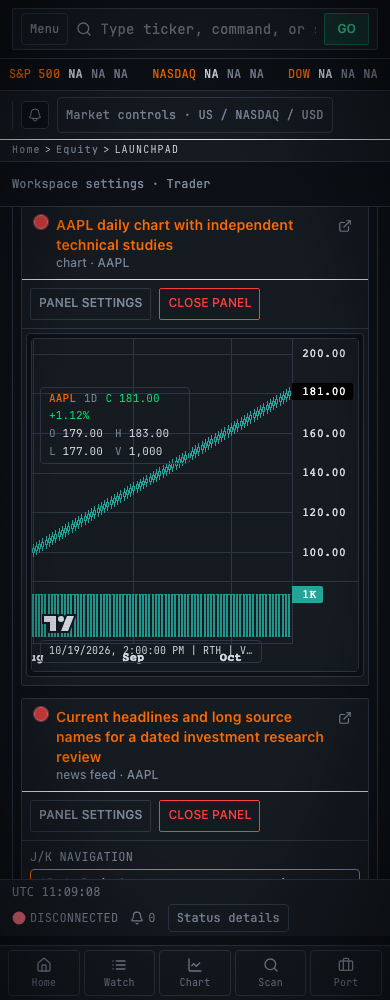 Menu Type ticker, command, or s GO
S&P 500 NA NA NA NASDAQ NA NA NA DOW NA NA NA
Market controls · US / NASDAQ / USD
Home > Equity > LAUNCHPAD
Workspace settings · Trader
AAPL daily chart with independent
technical studies
chart · AAPL
PANEL SETTINGS CLOSE PANEL
200.00
181.00
160.00
140.00
120.00
100.00
AAPL 1D C 181.00
+1.12%
O 179.00 H 183.00
L 177.00 V 1,000
1K
10/19/2026, 2:00:00 PM | RTH | V…
Sep Oct
Current headlines and long source
names for a dated investment research
review
news feed · AAPL
PANEL SETTINGS CLOSE PANEL
J/K NAVIGATION
UTC 11:09:08
DISCONNECTED 0 Status details
Home Watch Chart Scan Port